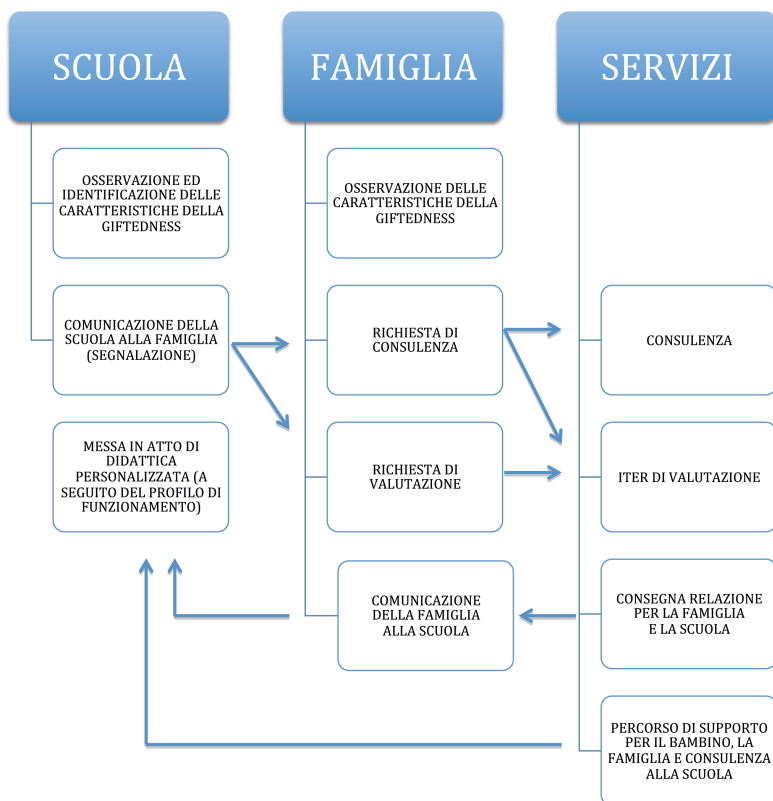 SCUOLA
OSSERVAZIONE ED
IDENTIFICAZIONE DELLE
CARATTERISTICHE DELLA
GIFTEDNESS
COMUNICAZIONE DELLA
SCUOLA ALLA FAMIGLIA
(SEGNALAZIONE)
MESSA IN ATTO DI
DIDATTICA
PERSONALIZZATA (A
SEGUITO DEL PROFILO DI
FUNZIONAMENTO)
FAMIGLIA
OSSERVAZIONE DELLE
CARATTERISTICHE DELLA
GIFTEDNESS
RICHIESTA DI
CONSULENZA
RICHIESTA DI
VALUTAZIONE
COMUNICAZIONE
DELLA FAMIGLIA
ALLA SCUOLA
SERVIZI
CONSULENZA
ITER DI VALUTAZIONE
CONSEGNA RELAZIONE
PER LA FAMIGLIA
E LA SCUOLA
PERCORSO DI SUPPORTO
PER IL BAMBINO, LA
FAMIGLIA E CONSULENZA
ALLA SCUOLA